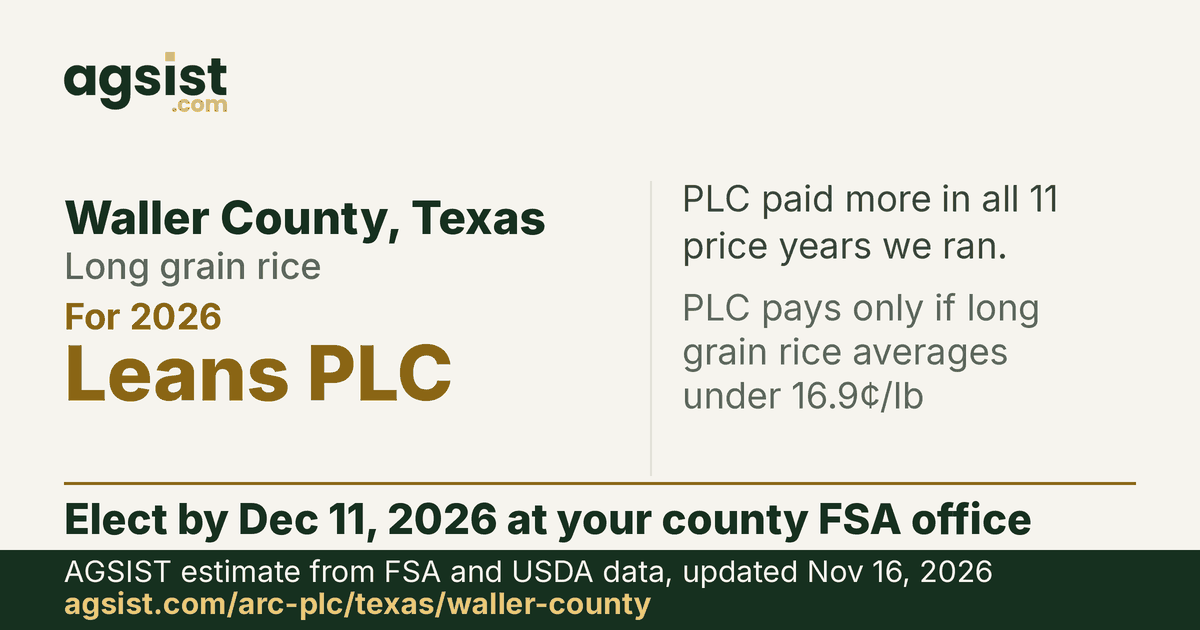 agsist
.com
Waller County, Texas
Long grain rice
For 2026
Leans PLC
PLC paid more in all 11
price years we ran.
PLC pays only if long
grain rice averages
under 16.9¢/lb
Elect by Dec 11, 2026 at your county FSA office
AGSIST estimate from FSA and USDA data, updated Nov 16, 2026
agsist.com/arc-plc/texas/waller-county